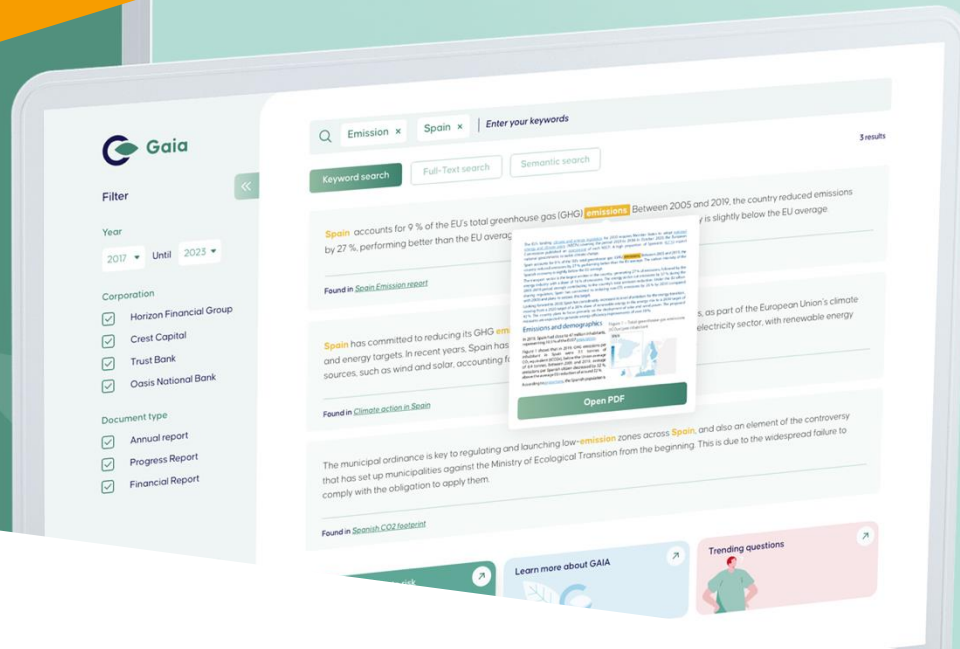 Gaia
Filter
Year
2017 Until 2023
Corporation
Horizon Financial Group
Crest Capital
Trust Bank
Oasis National Bank
Document type
Annual report
Progress Report
Financial Report
Emission × Spain × Enter your keywords
3 results
Keyword search Full-Text search Semantic search
Spain accounts for 9 % of the EU's total greenhouse gas (GHG) emissions Between 2005 and 2019, the country reduced emissions
by 27 %, performing better than the EU averag y is slightly below the EU average
Found in Spain Emission report
Spain has committed to reducing its GHG em s, as part of the European Union's climate
and energy targets. In recent years, Spain has electricity sector, with renewable energy
sources, such as wind and solar, accounting fo
Found in Climate action in Spain
Emissions and demographics
Open PDF
The municipal ordinance is key to regulating and launching low-emission zones across Spain, and also an element of the controversy
that has set up municipalities against the Ministry of Ecological Transition from the beginning. This is due to the widespread failure to
comply with the obligation to apply them.
Found in Spanish CO2 footprint
risk
Learn more about GAIA
Trending questions